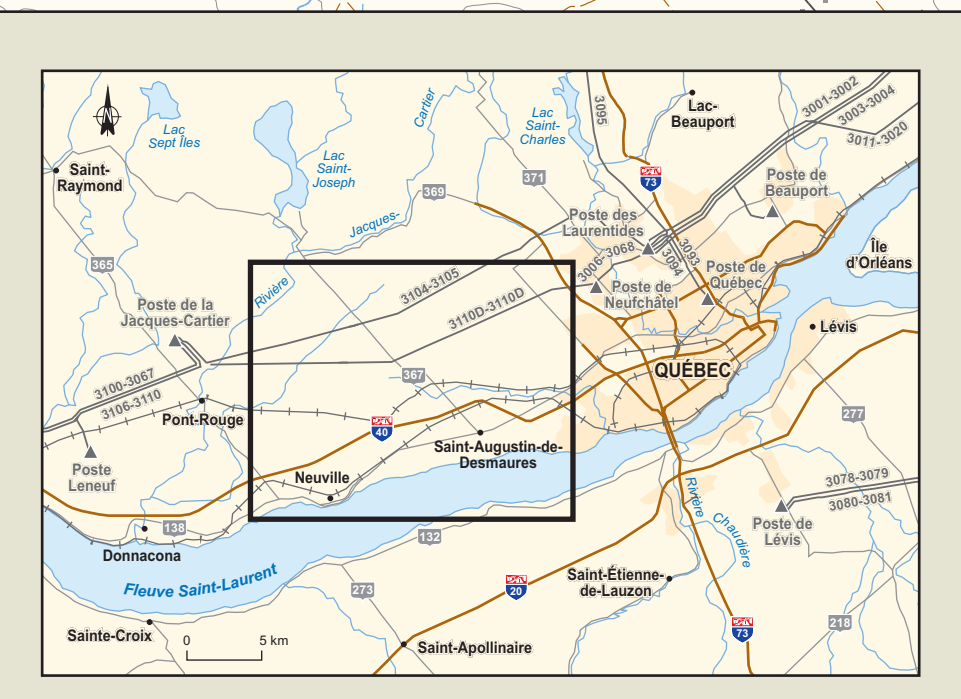 Lac
Sept Îles
Saint-
Raymond
Lac
Saint-
Joseph
Cartier
Jacques-
Rivière
369
371
365
Lac
Saint-
Charles
3095
Lac-
Beauport
73
3001-3002
3003-3004
3011-3020
Poste de
Beauport
Poste des
Laurentides
3006-3068
3093
3094
Poste de
Québec
Poste de
Neufchâtel
Île
d'Orléans
Lévis
QUÉBEC
3104-3105
3110D-3110D
Poste de la
Jacques-Cartier
3100-3067
3106-3110
Pont-Rouge
Poste
Leneuf
367
40
Saint-Augustin-de-
Desmaures
Neuville
138
Donnacona
132
Fleuve Saint-Laurent
273
20
Sainte-Croix
0 5 km
Saint-Apollinaire
Saint-Étienne-
de-Lauzon
Rivière
Chaudière
277
3078-3079
3080-3081
Poste de
Lévis
73
218